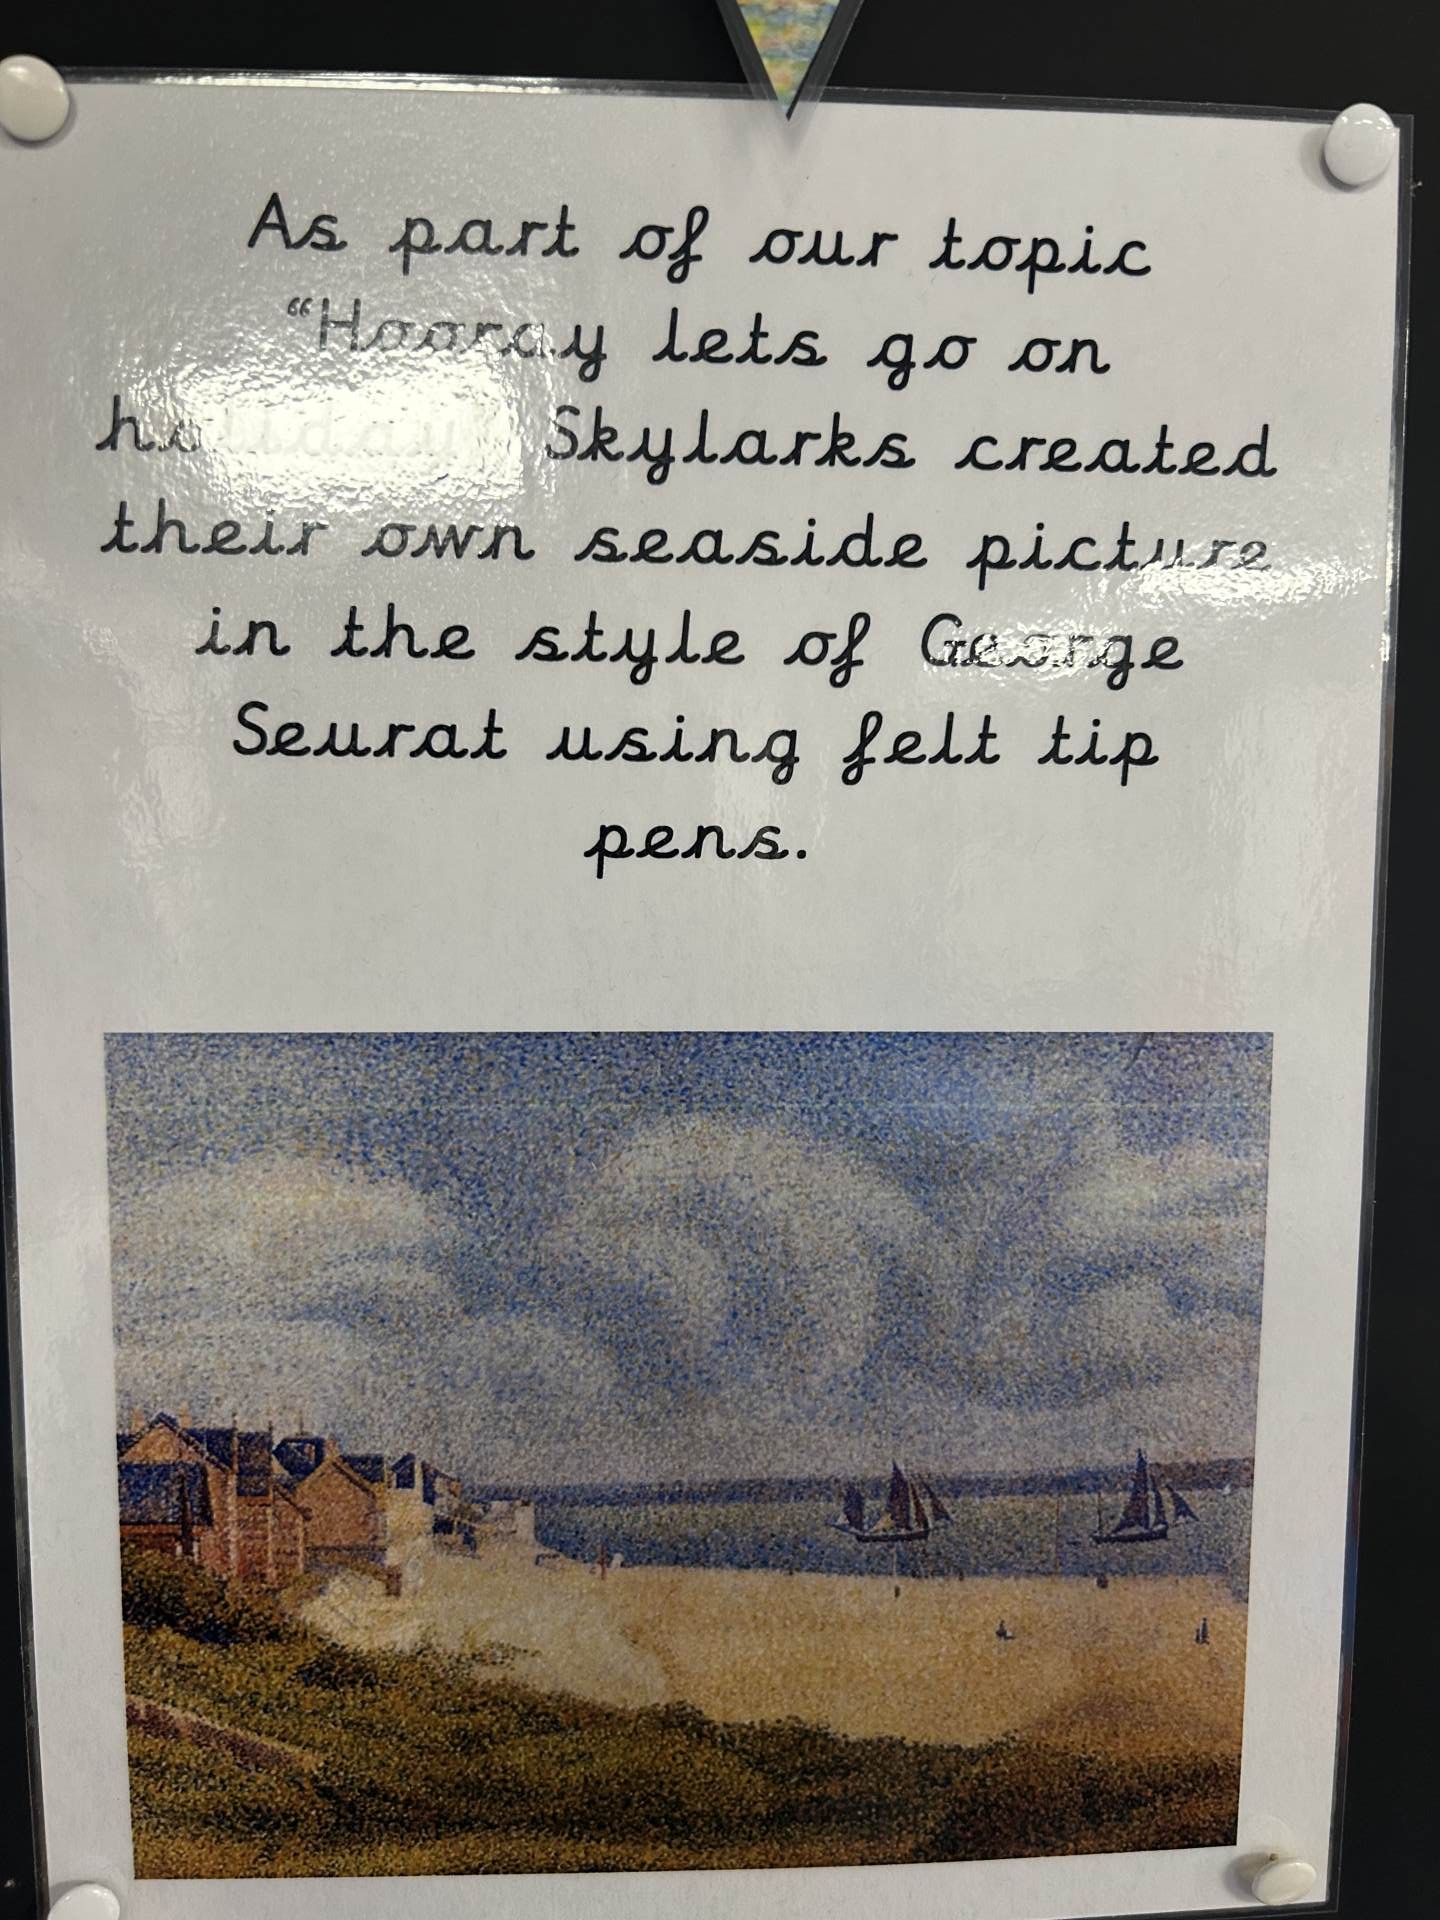 As part of our topic
“Hooray lets go on
holiday” Skylarks created
their own seaside picture
in the style of George
Seurat using felt tip
pens.